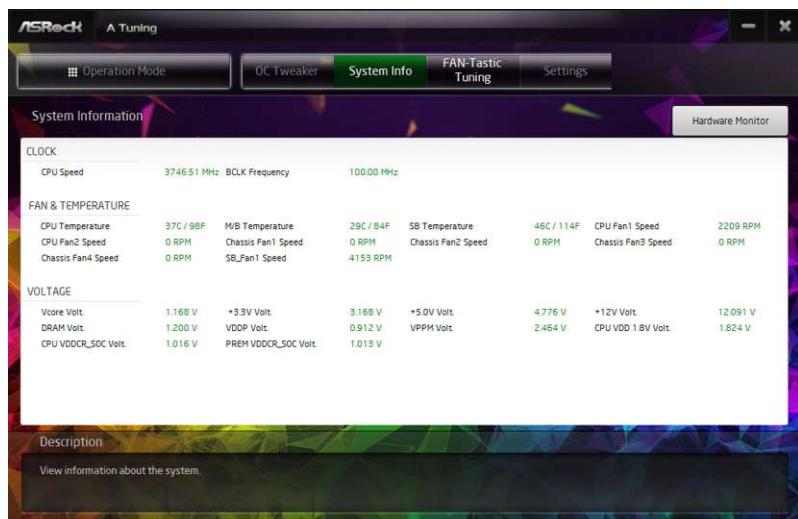 ASRock A Tuning
Operation Mode OC Tweaker System Info FAN-Tastic Tuning Settings
System Information Hardware Monitor
CLOCK
CPU Speed 3746.51 MHz BCLK Frequency 100.00 MHz
FAN & TEMPERATURE
CPU Temperature 37C / 98F M/B Temperature 29C / 84F SB Temperature 46C / 114F CPU Fan1 Speed 2209 RPM
CPU Fan2 Speed 0 RPM Chassis Fan1 Speed 0 RPM Chassis Fan2 Speed 0 RPM Chassis Fan3 Speed 0 RPM
Chassis Fan4 Speed 0 RPM SB_Fan1 Speed 4153 RPM
VOLTAGE
Vcore Volt. 1.168 V +3.3V Volt. 3.168 V +5.0V Volt. 4.776 V +12V Volt. 12.091 V
DRAM Volt. 1.200 V VDDP Volt. 0.912 V VPPM Volt. 2.464 V CPU VDD 1.8V Volt. 1.824 V
CPU VDDCR_SOC Volt. 1.016 V PREM VDDCR_SOC Volt. 1.013 V
Description
View information about the system.